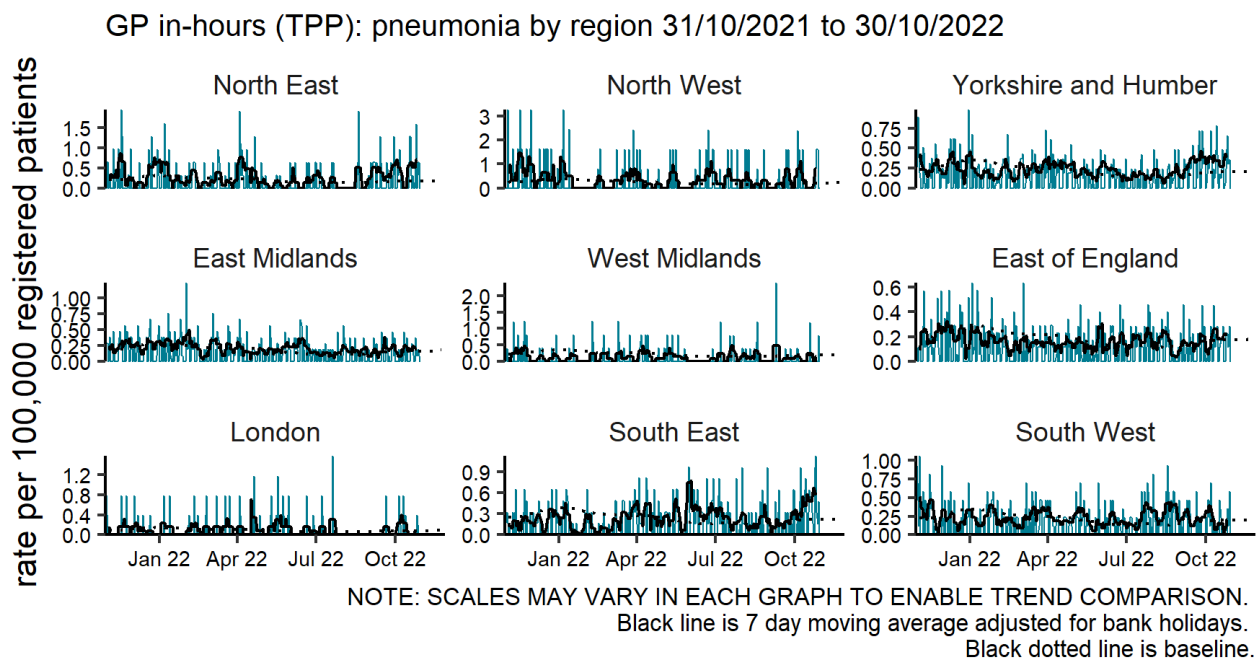 GP in-hours (TPP): pneumonia by region 31/10/2021 to 30/10/2022
rate per 100,000 registered patients
North East
1.5
1.0
0.5
0.0
North West
3
2
1
0
Yorkshire and Humber
0.75
0.50
0.25
0.00
East Midlands
1.00
0.75
0.50
0.25
0.00
West Midlands
2.0
1.5
1.0
0.5
0.0
East of England
0.6
0.4
0.2
0.0
London
1.2
0.8
0.4
0.0
Jan 22 Apr 22 Jul 22 Oct 22
South East
0.9
0.6
0.3
0.0
Jan 22 Apr 22 Jul 22 Oct 22
South West
1.00
0.75
0.50
0.25
0.00
Jan 22 Apr 22 Jul 22 Oct 22
NOTE: SCALES MAY VARY IN EACH GRAPH TO ENABLE TREND COMPARISON.
Black line is 7 day moving average adjusted for bank holidays.
Black dotted line is baseline.